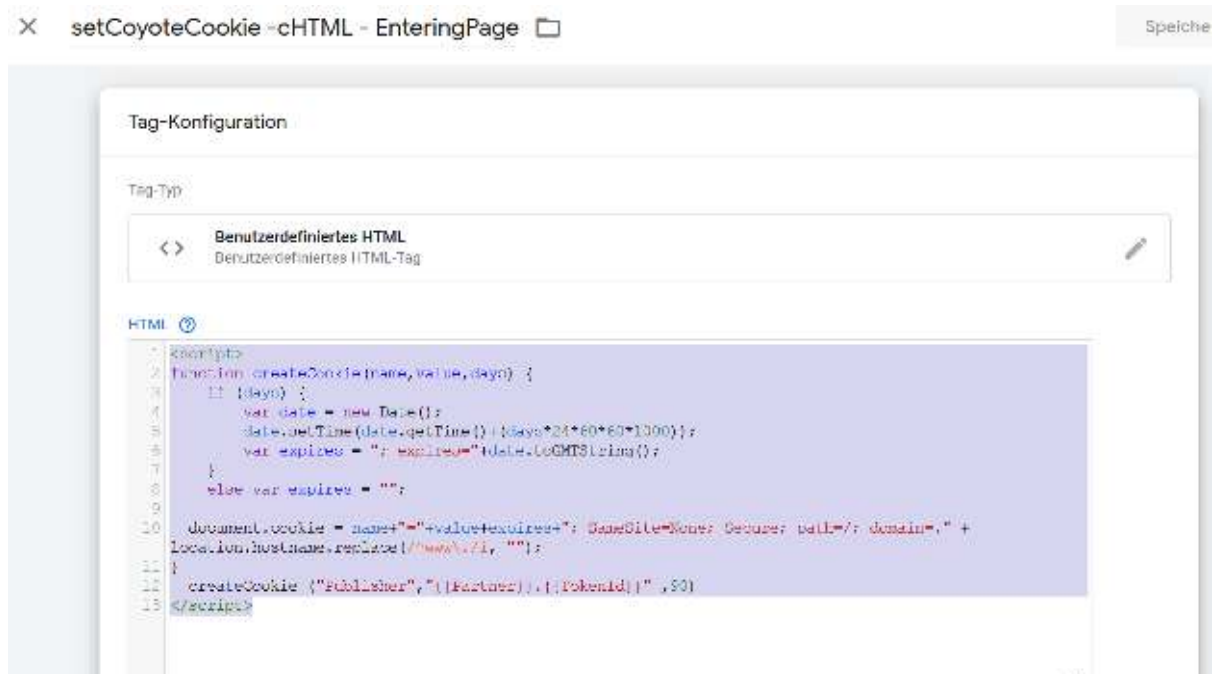 setCoyoteCookie -cHTML - EnteringPage
Speiche
Tag-Konfiguration
Tag-Typ
<> Benutzerdefiniertes HTML
Benutzerdefiniertes HTML-Tag
HTML
1 <script>
2 function createCookie(name,value,days) {
3 if (days) {
4 var date = new Date();
5 date.setTime(date.getTime()+(days*24*60*60*1000));
6 var expires = "; expires="+date.toGMTString();
7 }
8 else var expires = "";
9
10 document.cookie = name+"="+value+expires+"; SameSite=None; Secure; path=/; domain=." +
location.hostname.replace(/^www\./i, "");
11 }
12 createCookie ("Publisher","{{Partner}}.{{TokenId}}" ,90)
13 </script>